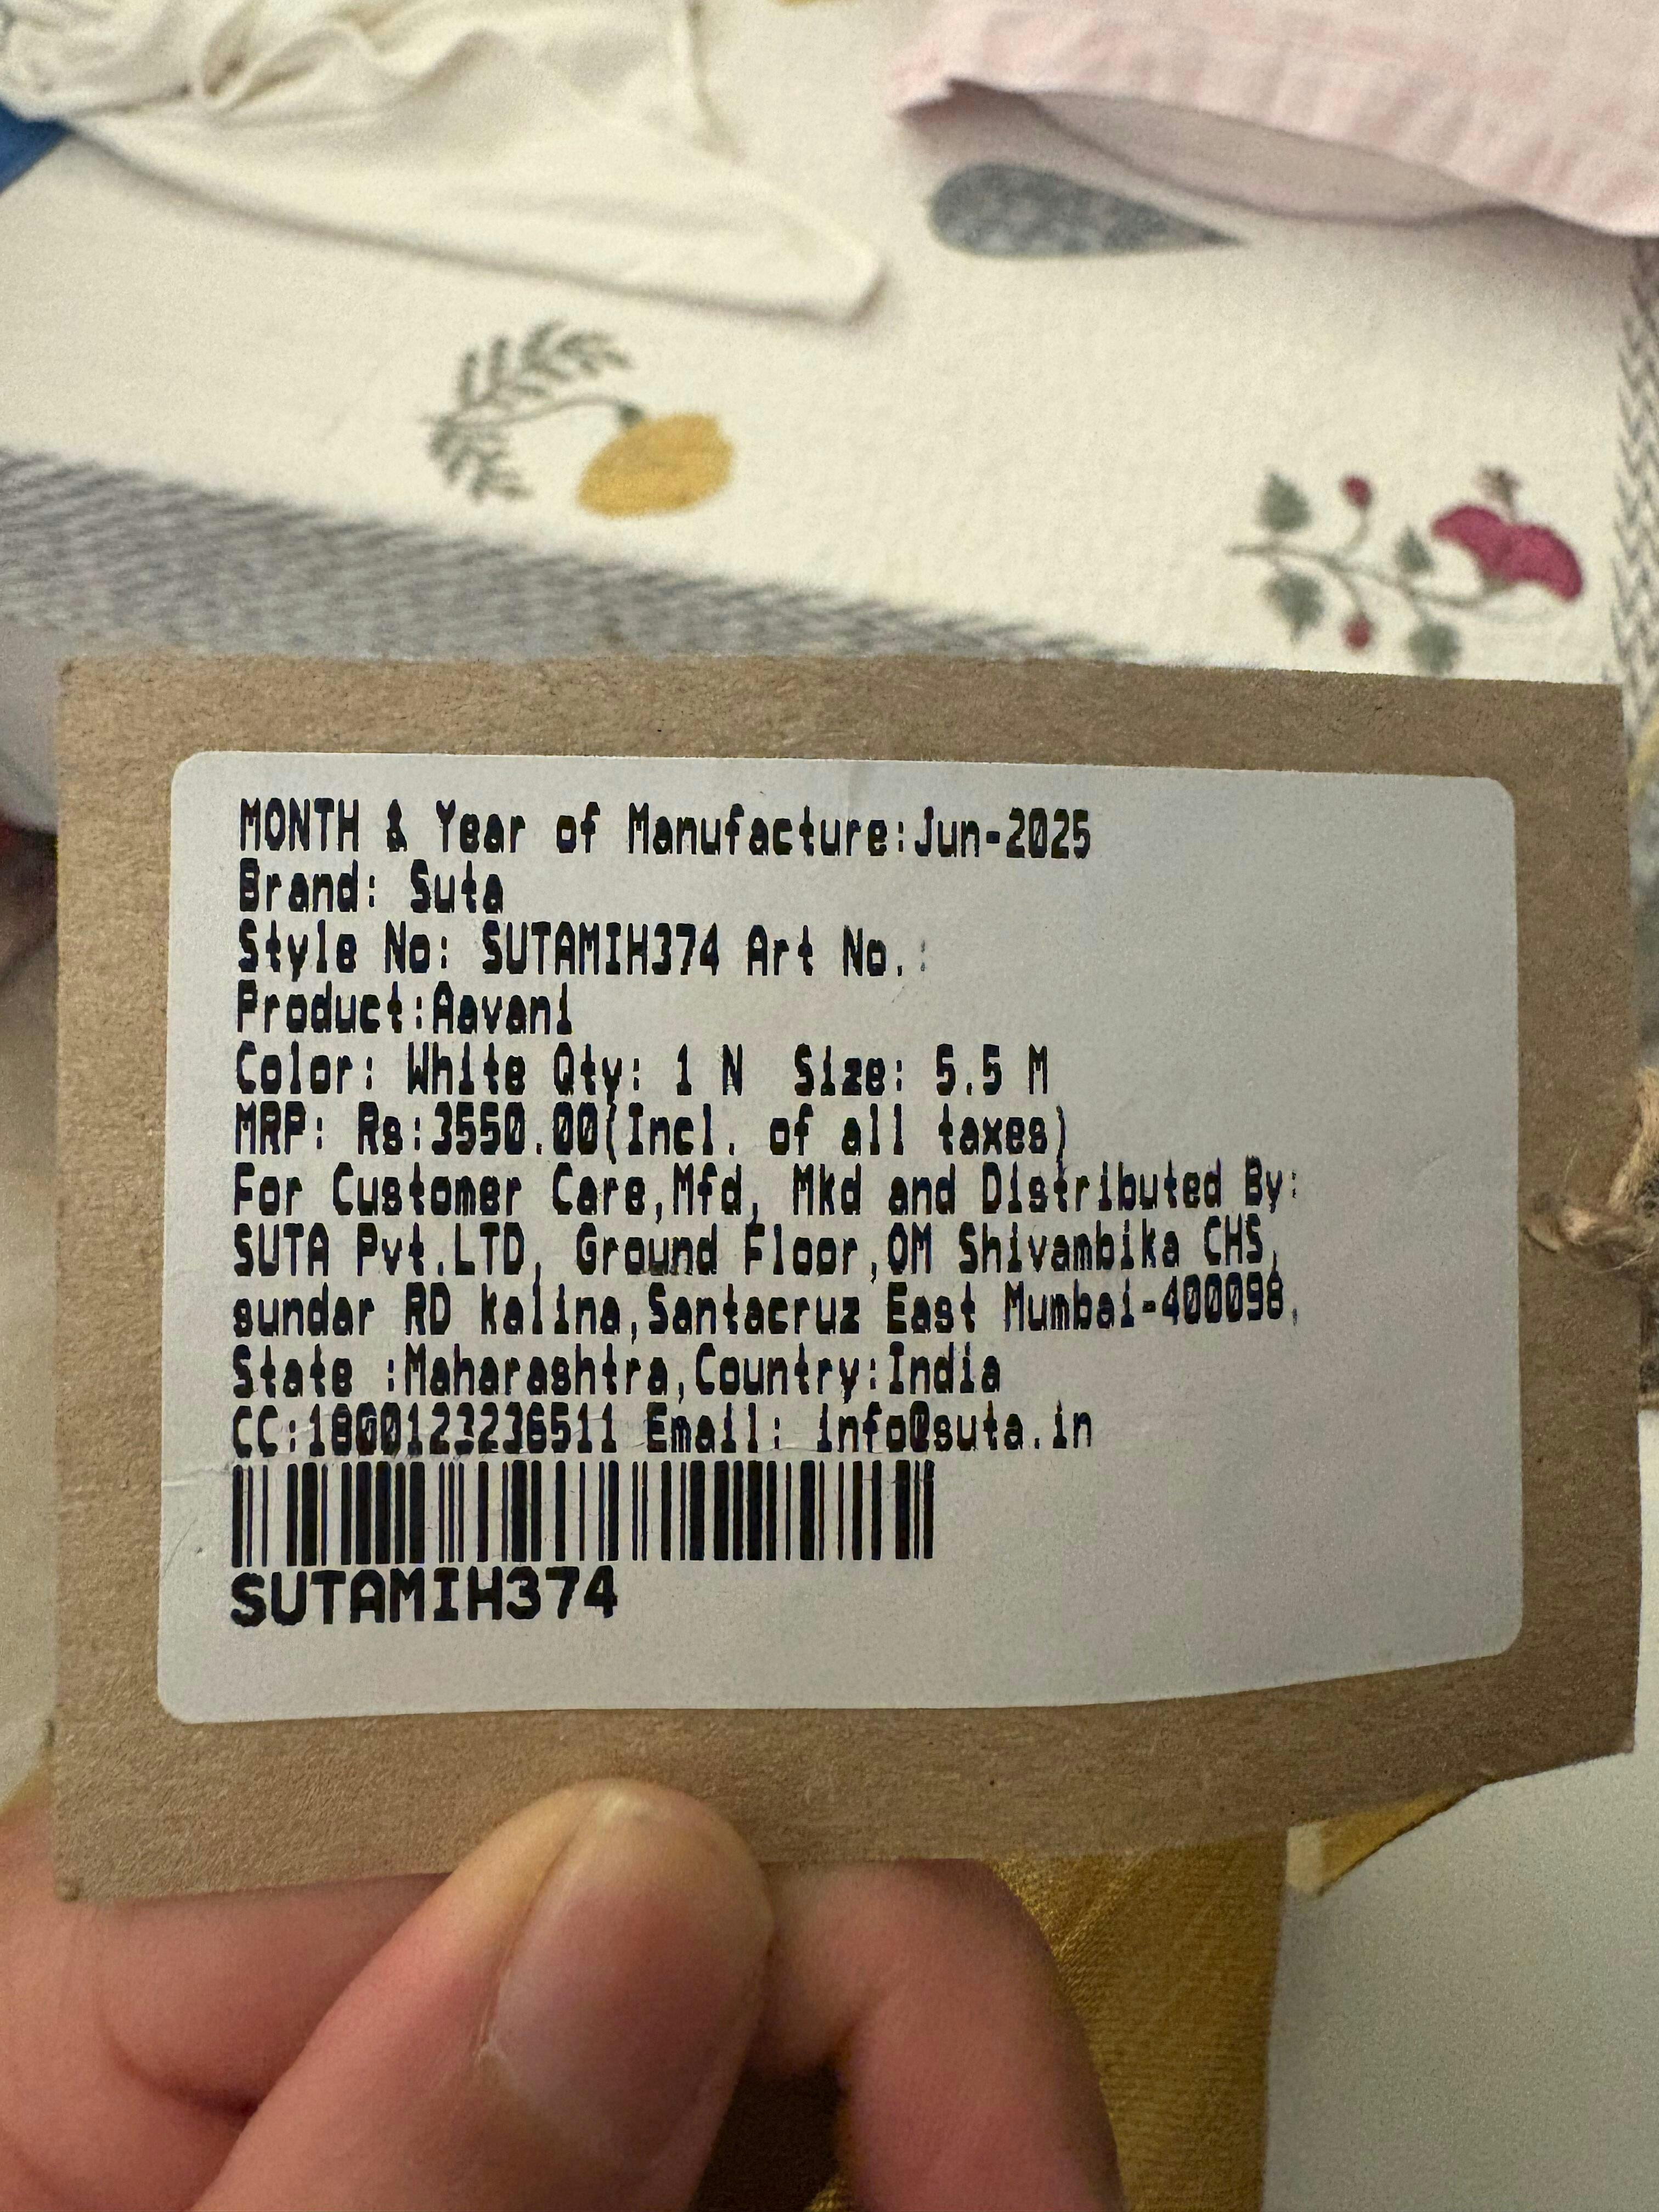 MONTH & Year of Manufacture:Jun-2025
Brand: Suta
Style No: SUTAMIH374 Art No.:
Product:Aavani
Color: White Qty: 1 N Size: 5.5 M
MRP: Rs:3550.00(Incl. of all taxes)
For Customer Care,Mfd, Mkd and Distributed By:
SUTA Pvt.LTD, Ground Floor,OM Shivambika CHS,
sundar RD kalina,Santacruz East Mumbai-400098,
State :Maharashtra,Country:India
CC:1800123236511 Email: info@suta.in
SUTAMIH374